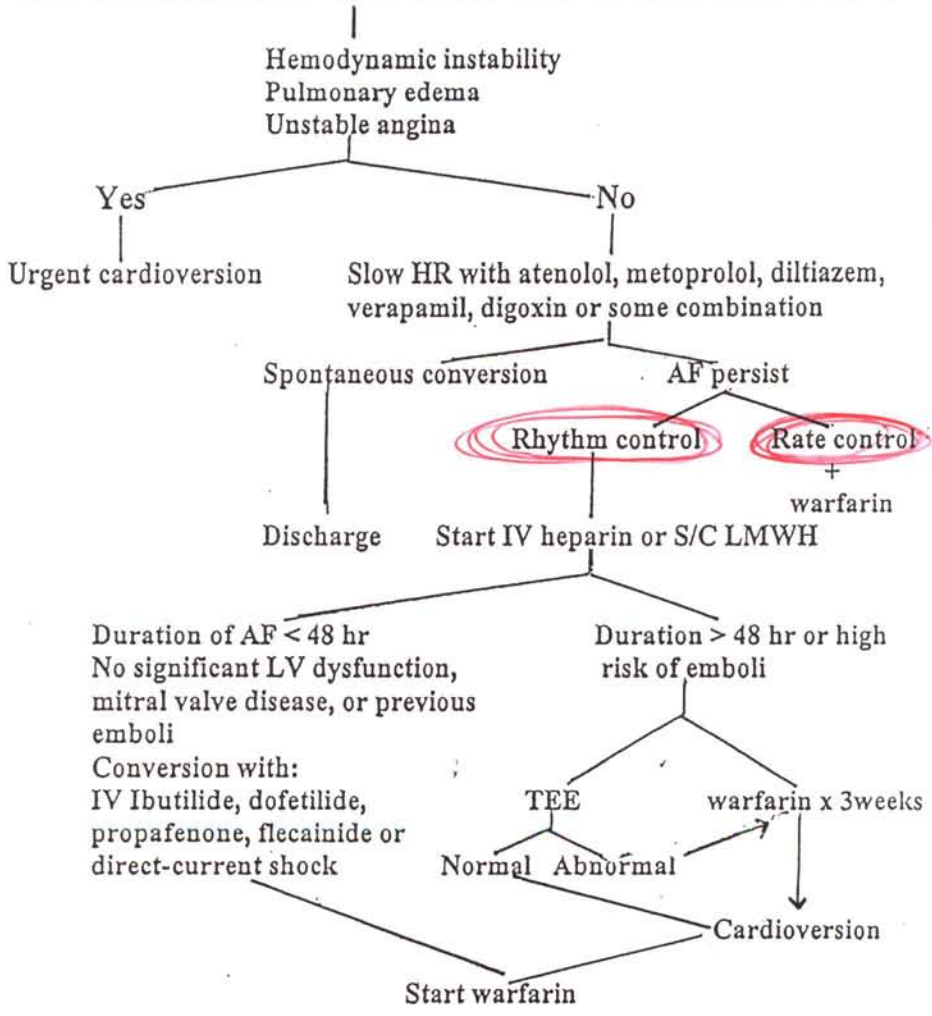 Hemodynamic instability
Pulmonary edema
Unstable angina
Yes
No
Urgent cardioversion
Slow HR with atenolol, metoprolol, diltiazem,
verapamil, digoxin or some combination
Spontaneous conversion
AF persist
Rhythm control
Rate control
+
warfarin
Discharge
Start IV heparin or S/C LMWH
Duration of AF < 48 hr
No significant LV dysfunction,
mitral valve disease, or previous
emboli
Conversion with:
IV Ibutilide, dofetilide,
propafenone, flecainide or
direct-current shock
Duration > 48 hr or high
risk of emboli
TEE
warfarin x 3weeks
Normal
Abnormal
Cardioversion
Start warfarin